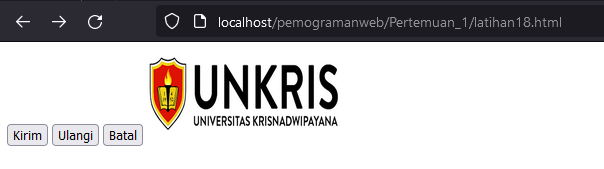 localhost/pemogramanweb/Pertemuan_1/latihan18.html
UNKRIS
UNIVERSITAS KRISNADWIPAYANA
Kirim Ulangi Batal